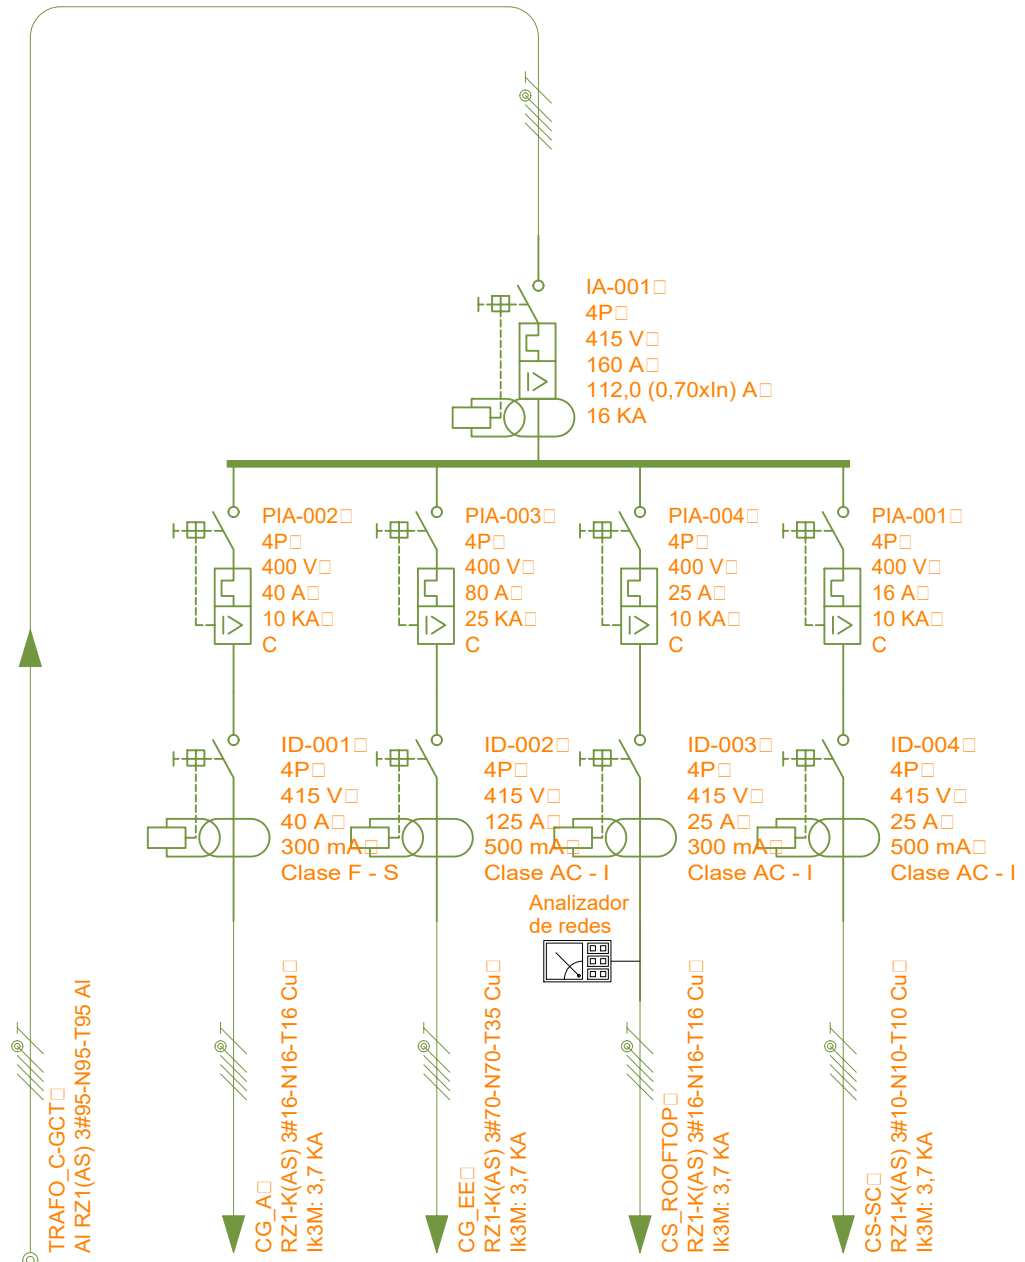 IA-001
4P
415 V
160 A
112,0 (0,70xIn) A
16 KA
PIA-002
4P
400 V
40 A
10 KA
C
PIA-003
4P
400 V
80 A
25 KA
C
PIA-004
4P
400 V
25 A
10 KA
C
PIA-001
4P
400 V
16 A
10 KA
C
ID-001
4P
415 V
40 A
300 mA
Clase F - S
ID-002
4P
415 V
125 A
500 mA
Clase AC - I
ID-003
4P
415 V
25 A
300 mA
Clase AC - I
ID-004
4P
415 V
25 A
500 mA
Clase AC - I
Analizador
de redes
TRAFO_C-GCT
Al RZ1(AS) 3#95-N95-T95 Al
CG_A
RZ1-K(AS) 3#16-N16-T16 Cu
Ik3M: 3,7 KA
CG_EE
RZ1-K(AS) 3#70-N70-T35 Cu
Ik3M: 3,7 KA
CS_ROOFTOP
RZ1-K(AS) 3#16-N16-T16 Cu
Ik3M: 3,7 KA
CS-SC
RZ1-K(AS) 3#10-N10-T10 Cu
Ik3M: 3,7 KA